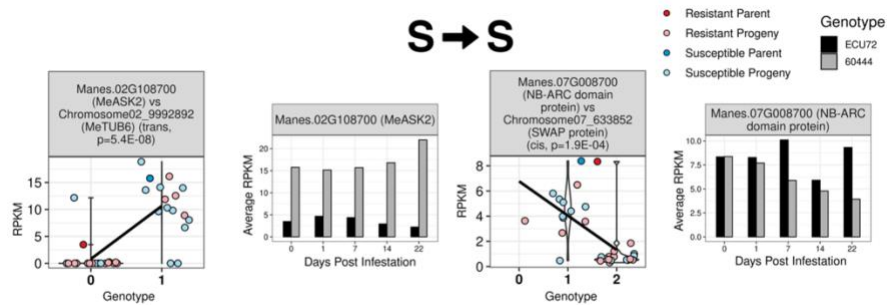 S→S
Resistant Parent
Resistant Progeny
Susceptible Parent
Susceptible Progeny
Genotype
ECU72
60444
Manes.02G108700
(MeASK2) vs
Chromosome02_9992892
(MeTUB6) (trans,
p=5.4E-08)
RPKM
15
10
5
0
0
1
Genotype
Manes.02G108700 (MeASK2)
Average RPKM
20
15
10
5
0
0
1
7
14
22
Days Post Infestation
Manes.07G008700
(NB-ARC domain
protein) vs
Chromosome07_633852
(SWAP protein)
(cis, p=1.9E-04)
RPKM
8
6
4
2
0
0
1
2
Genotype
Manes.07G008700 (NB-ARC
domain protein)
Average RPKM
10.0
7.5
5.0
2.5
0.0
0
1
7
14
22
Days Post Infestation